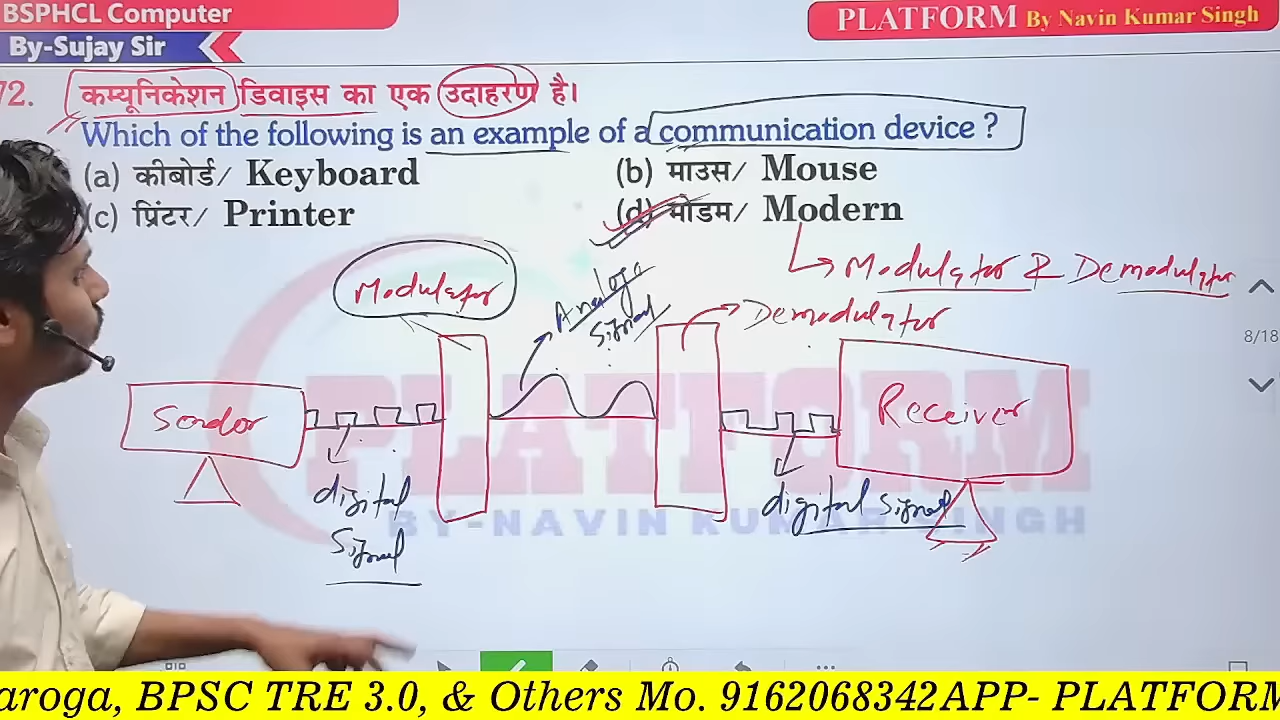 BSPHCL Computer
By-Sujay Sir
PLATFORM By Navin Kumar Singh
72. कम्यूनिकेशन डिवाइस का एक उदाहरण है।
Which of the following is an example of a communication device ?
(a) कीबोर्ड/ Keyboard
(b) माउस/ Mouse
(c) प्रिंटर/ Printer
(d) मोडम/ Modern
Modulator & Demodulator
Modulator
Analog
Signal
Demodulator
8/18
Sender
Receiver
digital
Signal
digital signal
PLATFORM
BY-NAVIN KUMAR SINGH
aroga, BPSC TRE 3.0, & Others Mo. 9162068342APP- PLATFORM